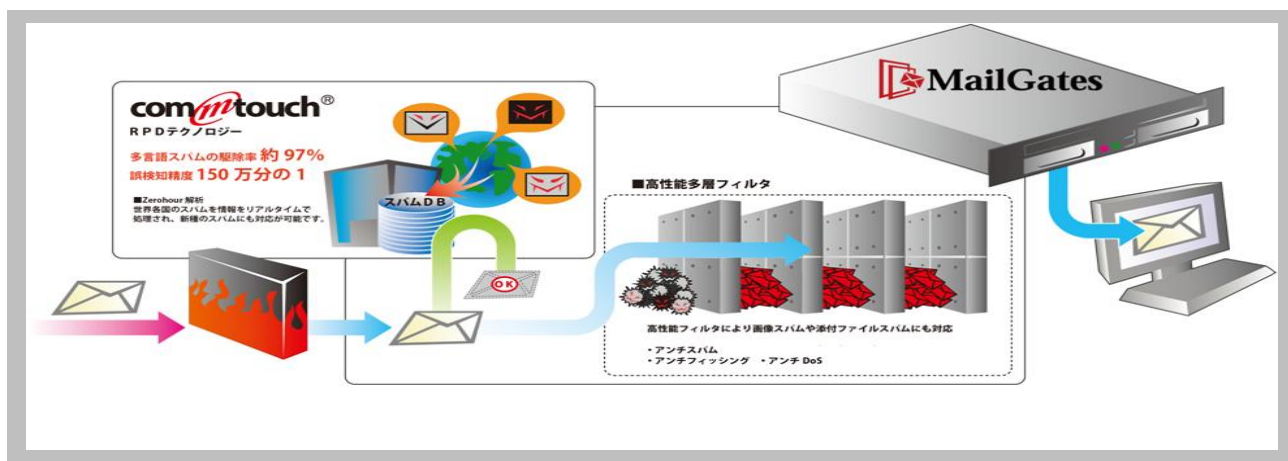 commtouch®
RPDテクノロジー
多言語スパムの駆除率 約 97%
誤検知精度 150 万分の 1
■Zerohour 解析
世界各国のスパムを情報をリアルタイムで
処理され、新種のスパムにも対応が可能です。
スパムDB
OK
MailGates
■高性能多層フィルタ
高性能フィルタにより画像スパムや添付ファイルスパムにも対応
・アンチスパム
・アンチフィッシング ・アンチ DoS